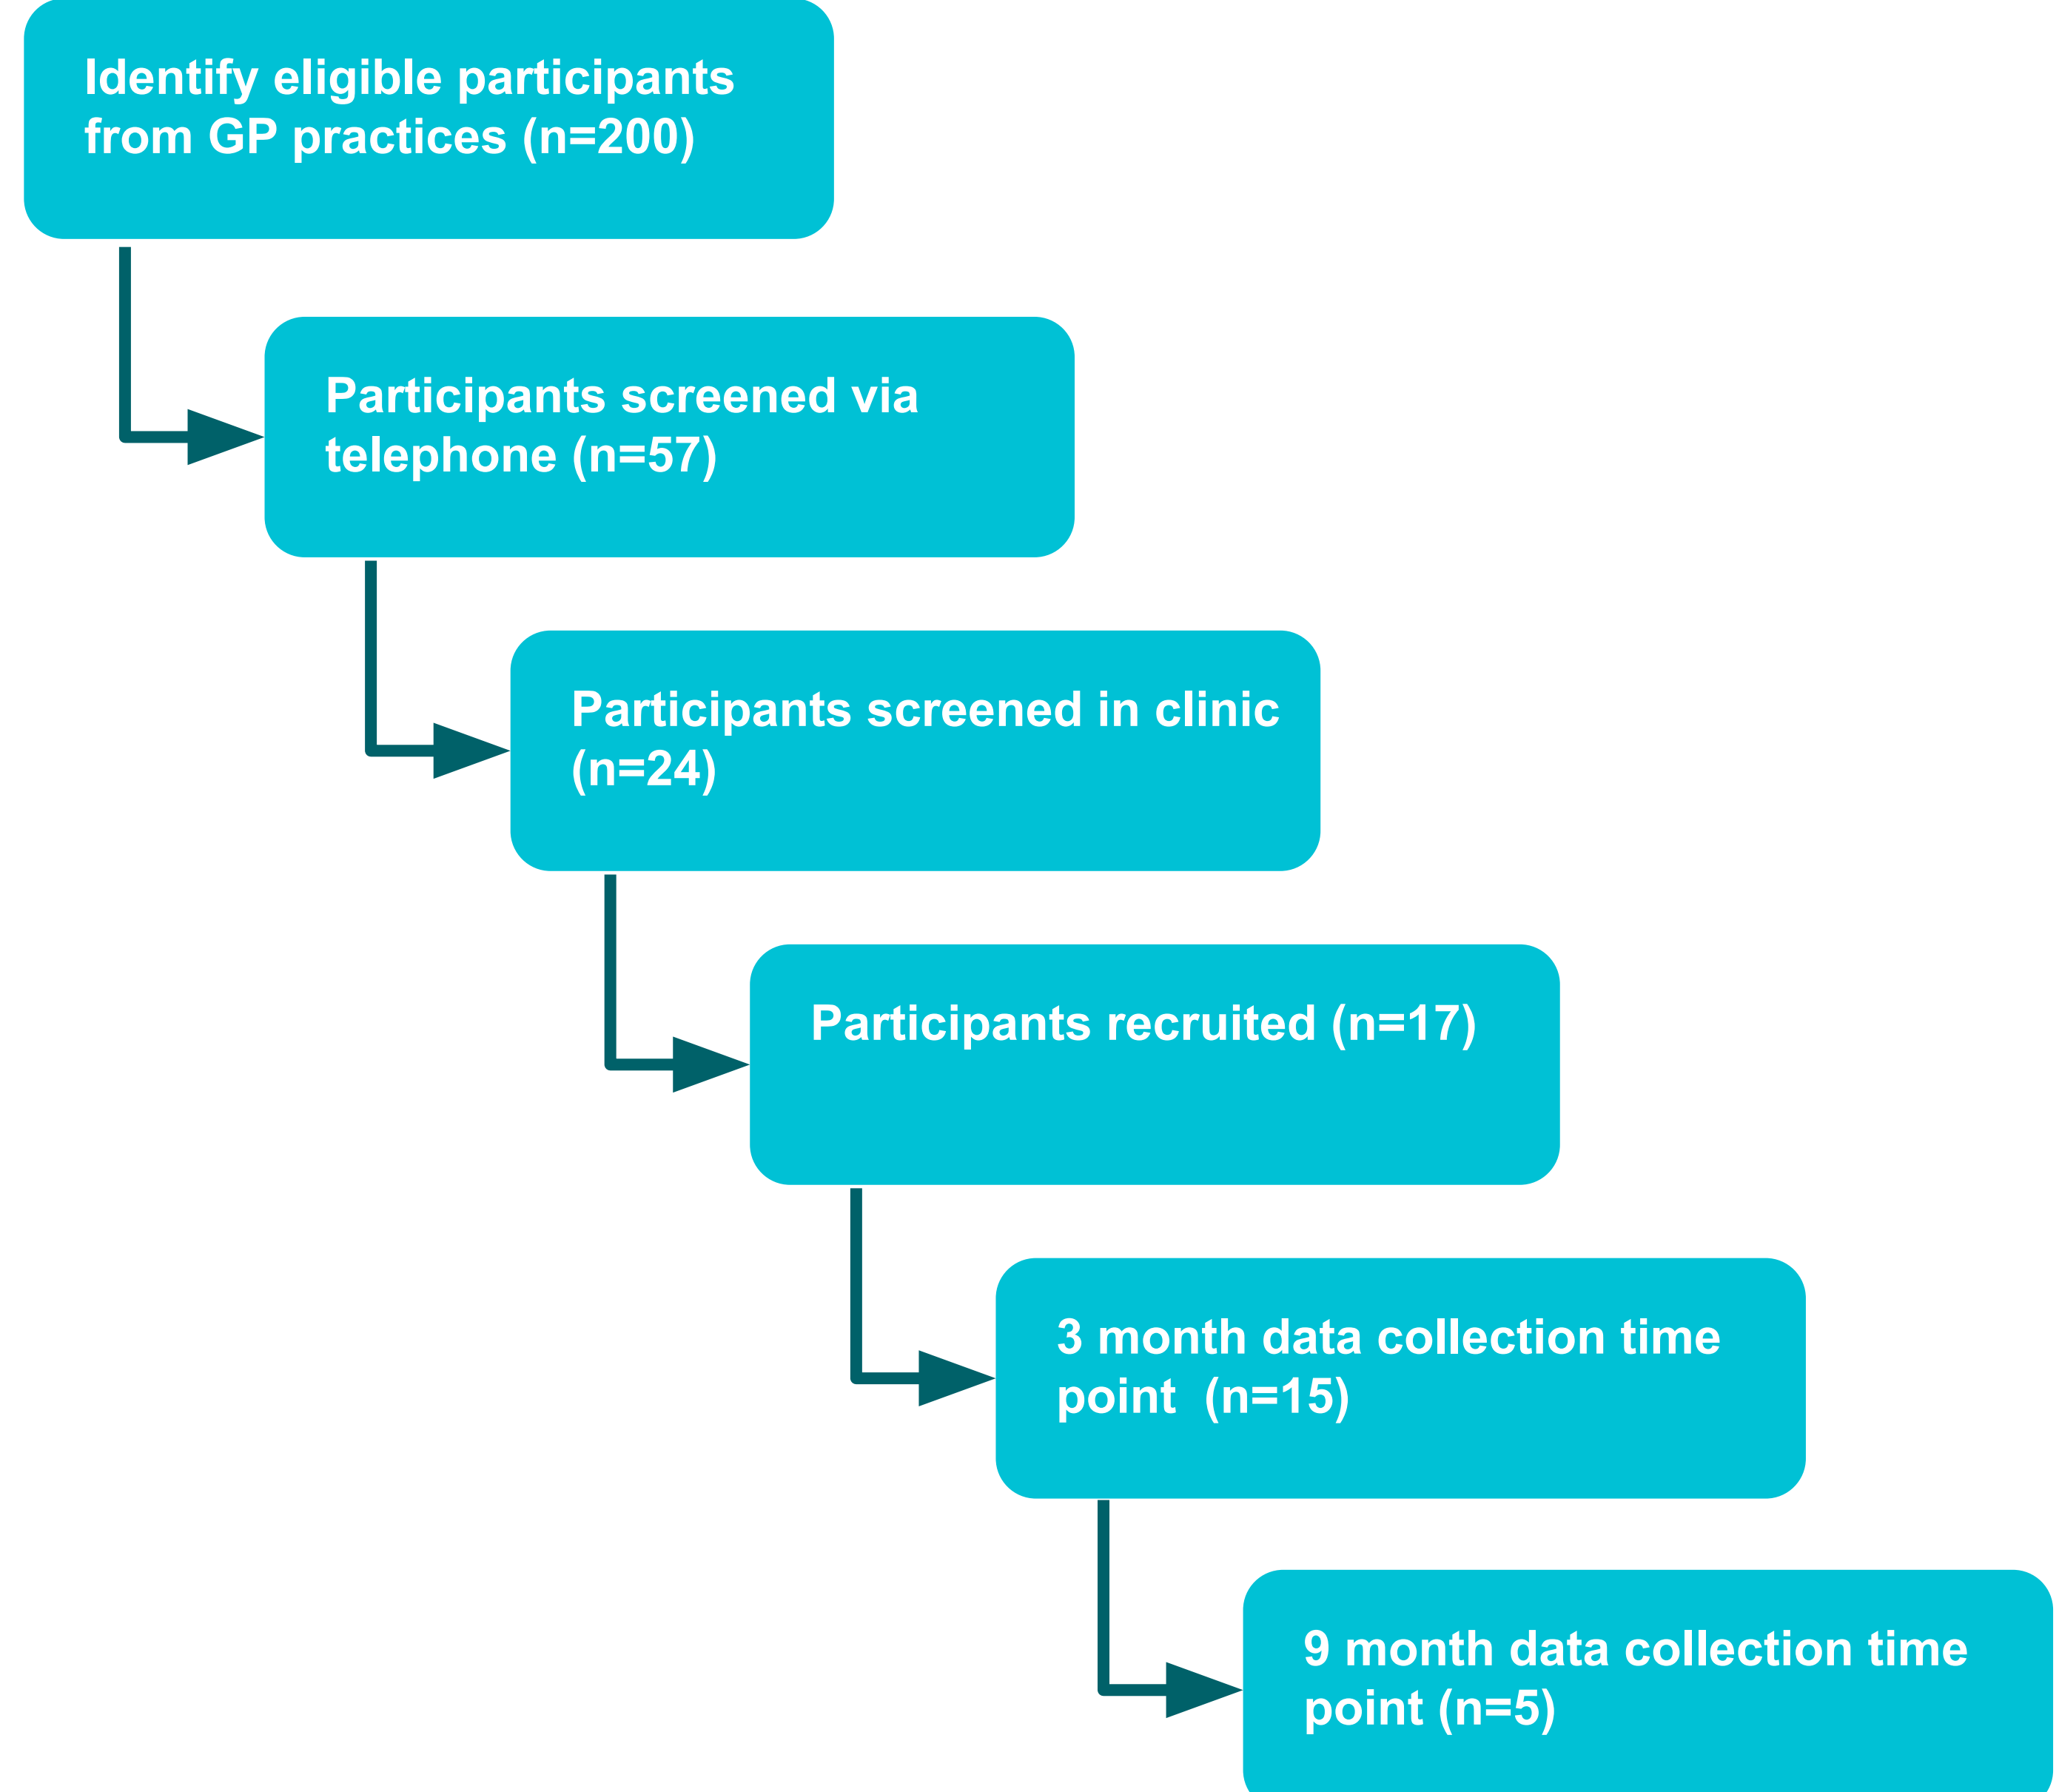 Identify eligible participants
from GP practices (n=200)
Participants screened via
telephone (n=57)
Participants screened in clinic
(n=24)
Participants recruited (n=17)
3 month data collection time
point  (n=15)
9 month data collection time
point (n=5)